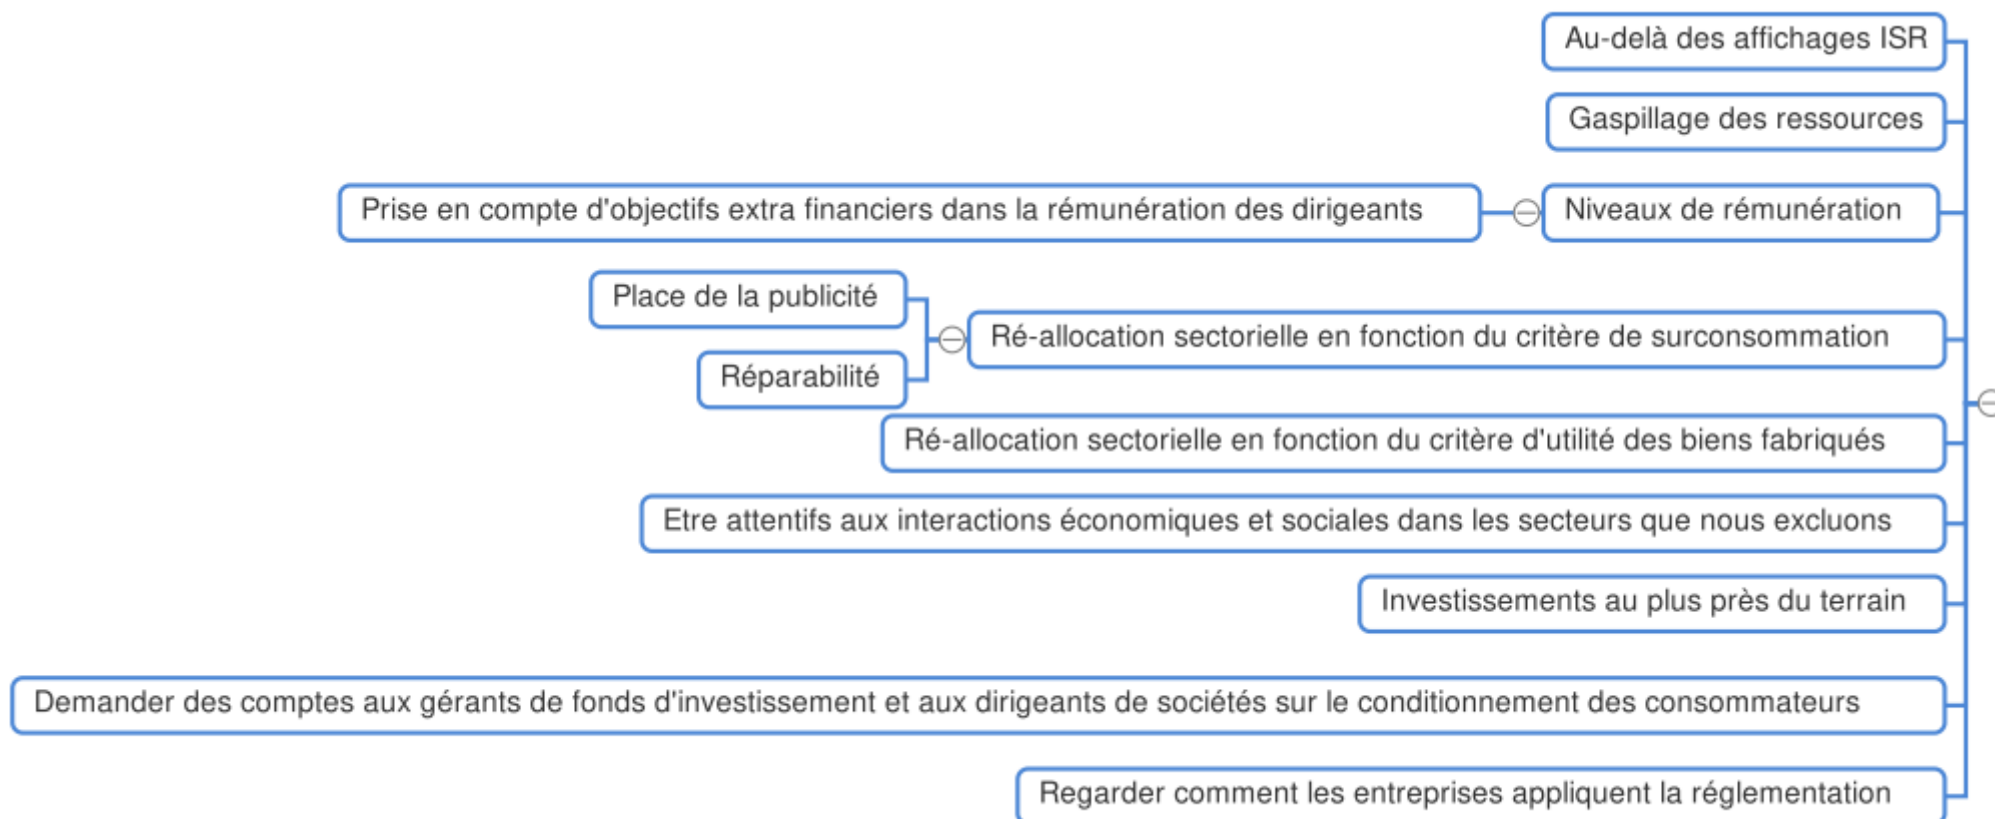 Au-delà des affichages ISR
Gaspillage des ressources
Prise en compte d'objectifs extra financiers dans la rémunération des dirigeants
Niveaux de rémunération
Place de la publicité
Réparabilité
Ré-allocation sectorielle en fonction du critère de surconsommation
Ré-allocation sectorielle en fonction du critère d'utilité des biens fabriqués
Etre attentifs aux interactions économiques et sociales dans les secteurs que nous excluons
Investissements au plus près du terrain
Demander des comptes aux gérants de fonds d'investissement et aux dirigeants de sociétés sur le conditionnement des consommateurs
Regarder comment les entreprises appliquent la réglementation